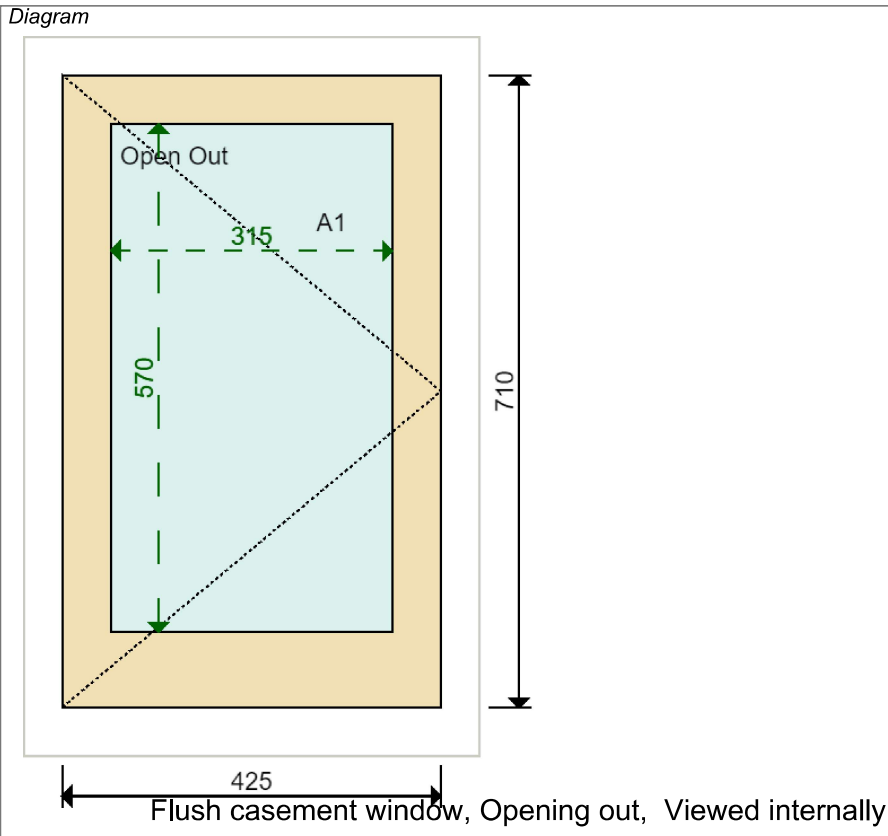 Diagram
Open Out
A1
315
570
710
425
Flush casement window, Opening out,  Viewed internally